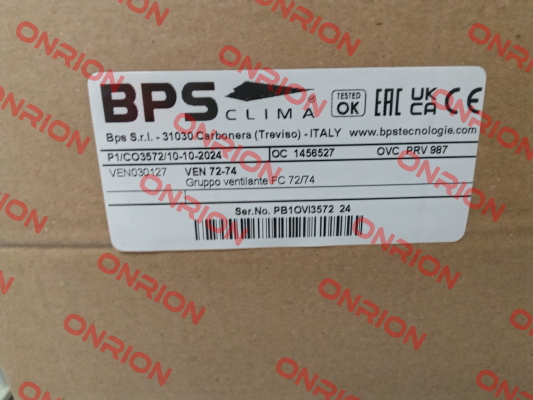 BPS CLIMA ® TESTED OK EAC UK CA CE
Bps S.r.l. - 31030 Carbonera (Treviso) - ITALY www.bpstecnologie.com
P1/CO3572/10-10-2024 OC 1456527 OVC PRV 987
VEN030127 VEN 72-74
Gruppo ventilante FC 72/74
Ser.No. PB1OVI3572 24
ONRION